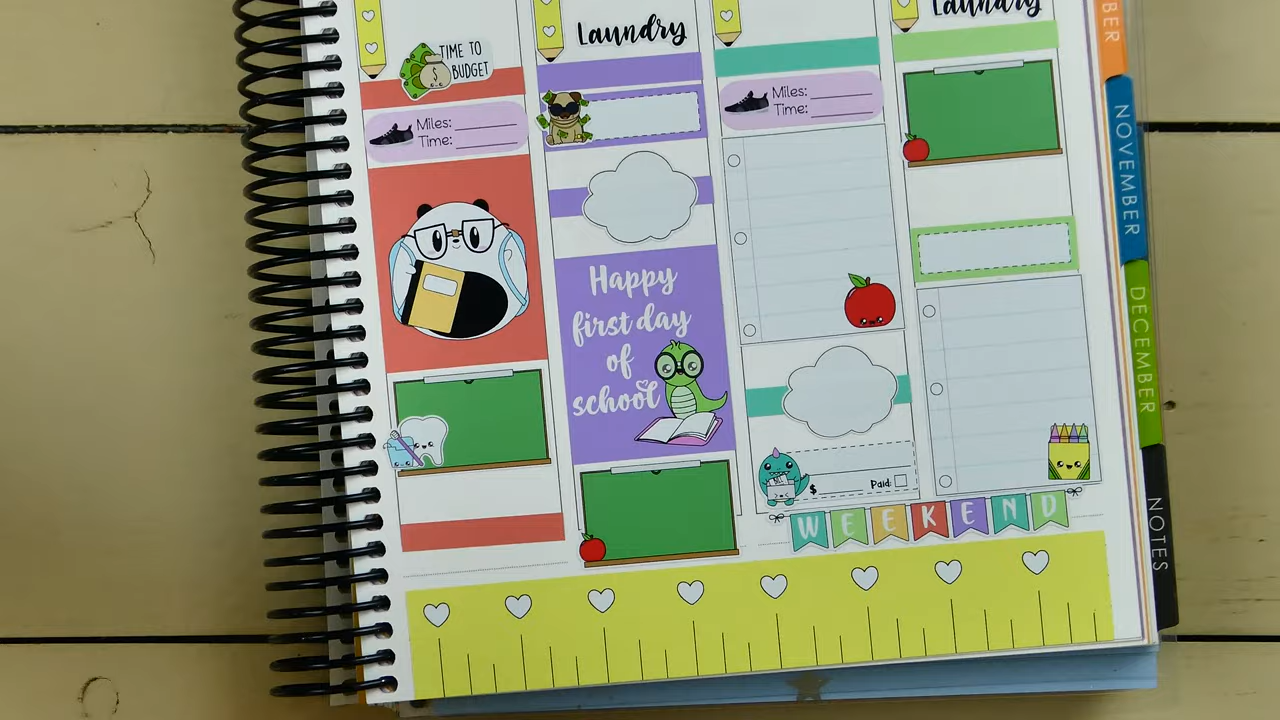 TIME TO
BUDGET
Miles:
Time:
Laundry
Happy
first day
of
school
Miles:
Time:
$
Paid:
Laundry
WEEKEND
BER
NOVEMBER
DECEMBER
NOTES